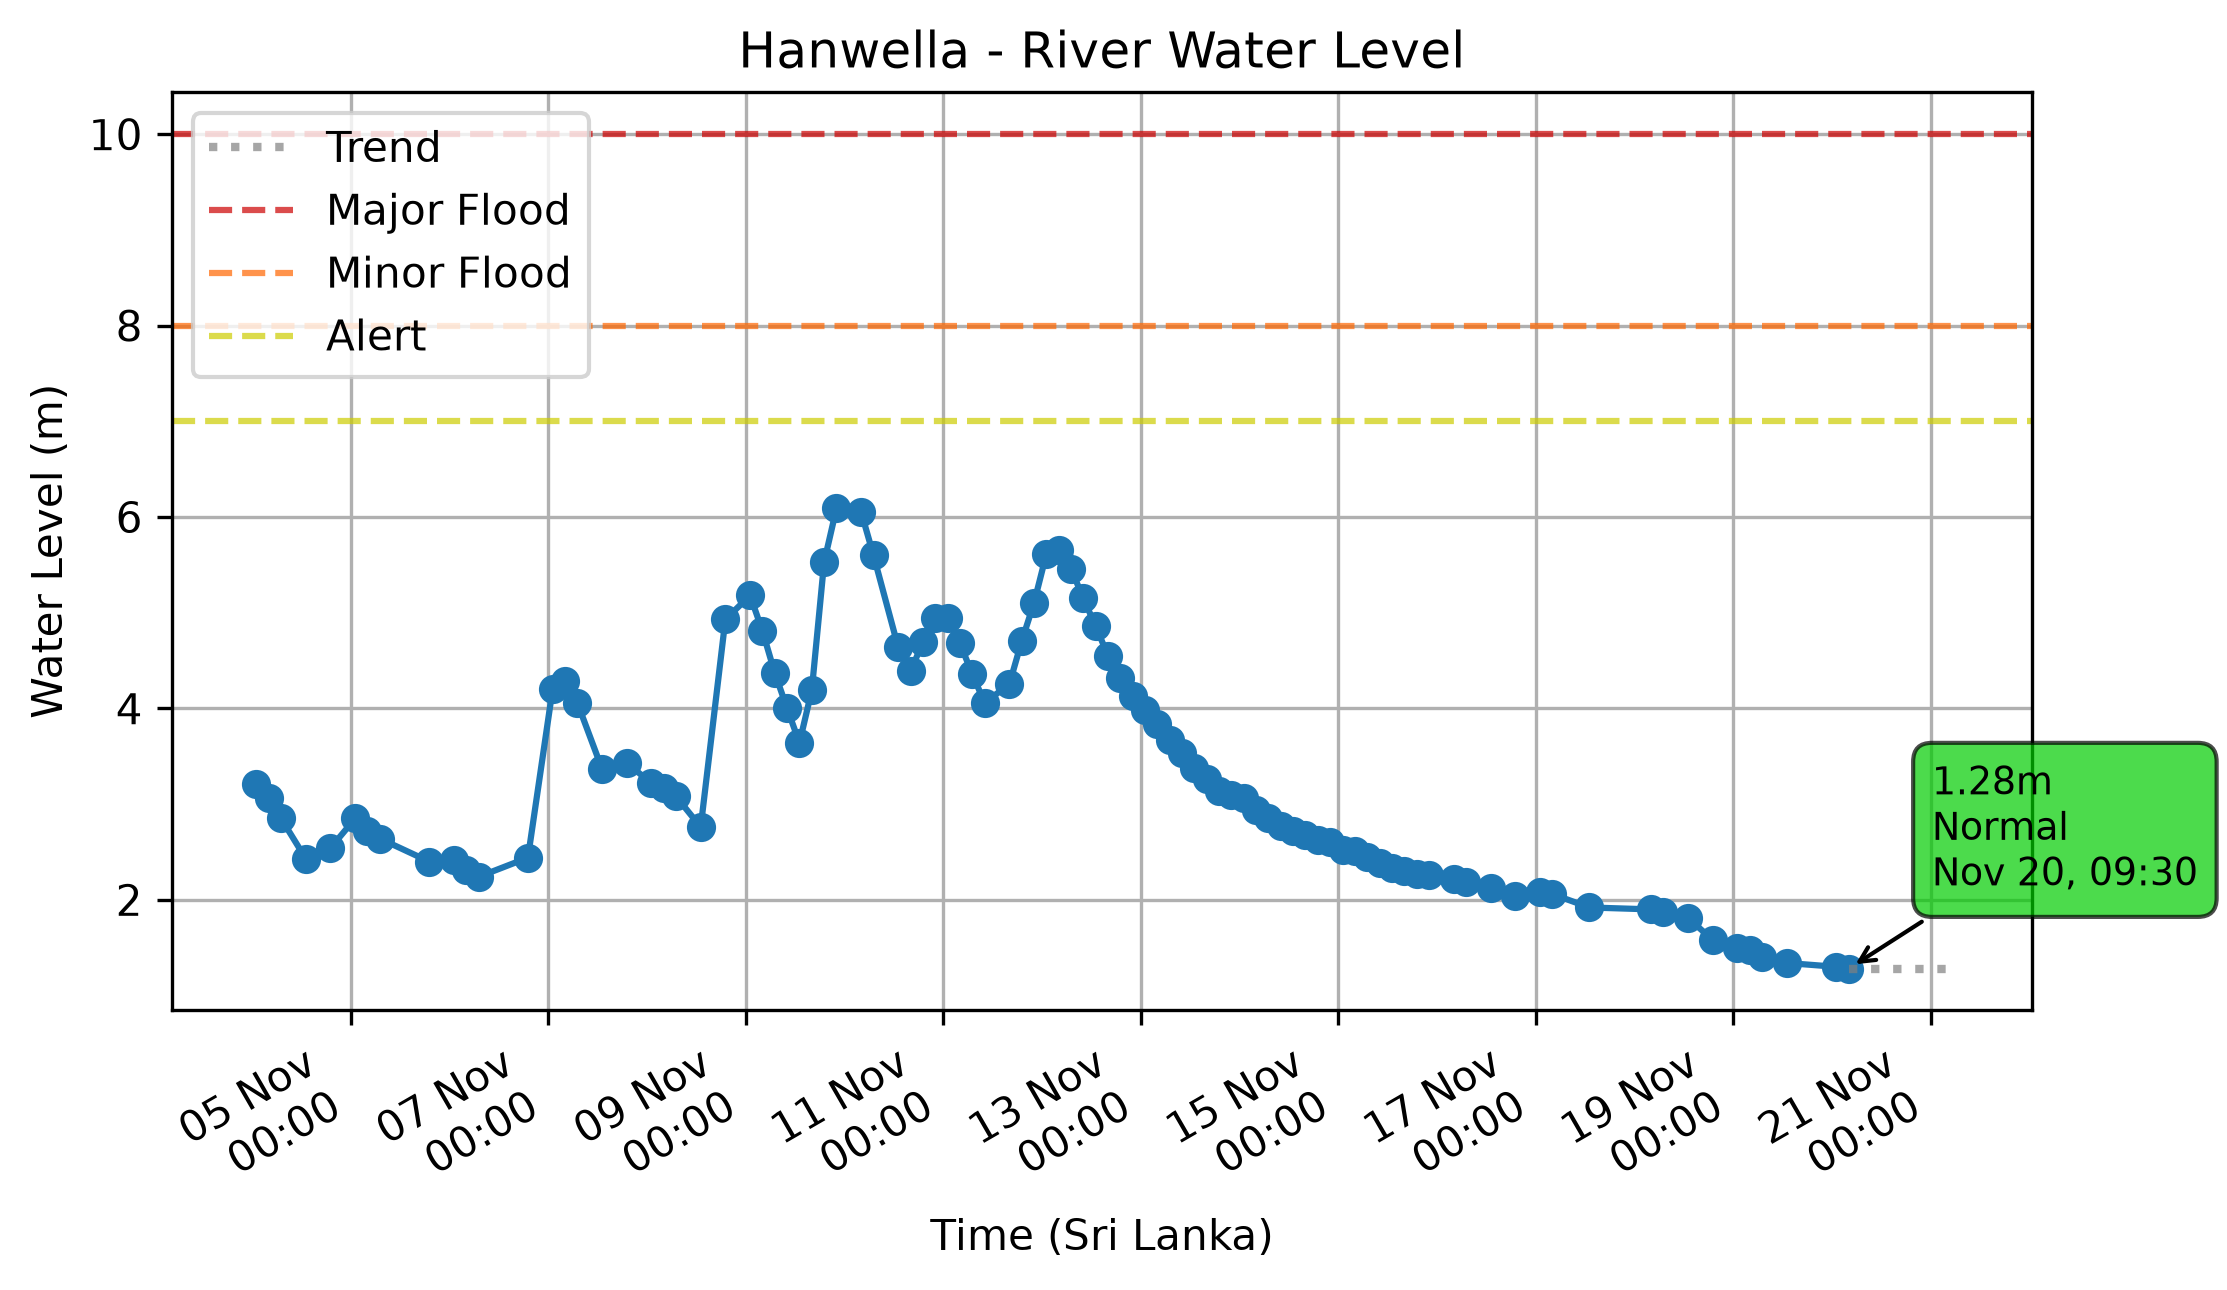 Hanwella - River Water Level
Trend
Major Flood
Minor Flood
Alert
10
8
6
4
2
Water Level (m)
1.28m
Normal
Nov 20, 09:30
05 Nov
00:00
07 Nov
00:00
09 Nov
00:00
11 Nov
00:00
13 Nov
00:00
15 Nov
00:00
17 Nov
00:00
19 Nov
00:00
21 Nov
00:00
Time (Sri Lanka)